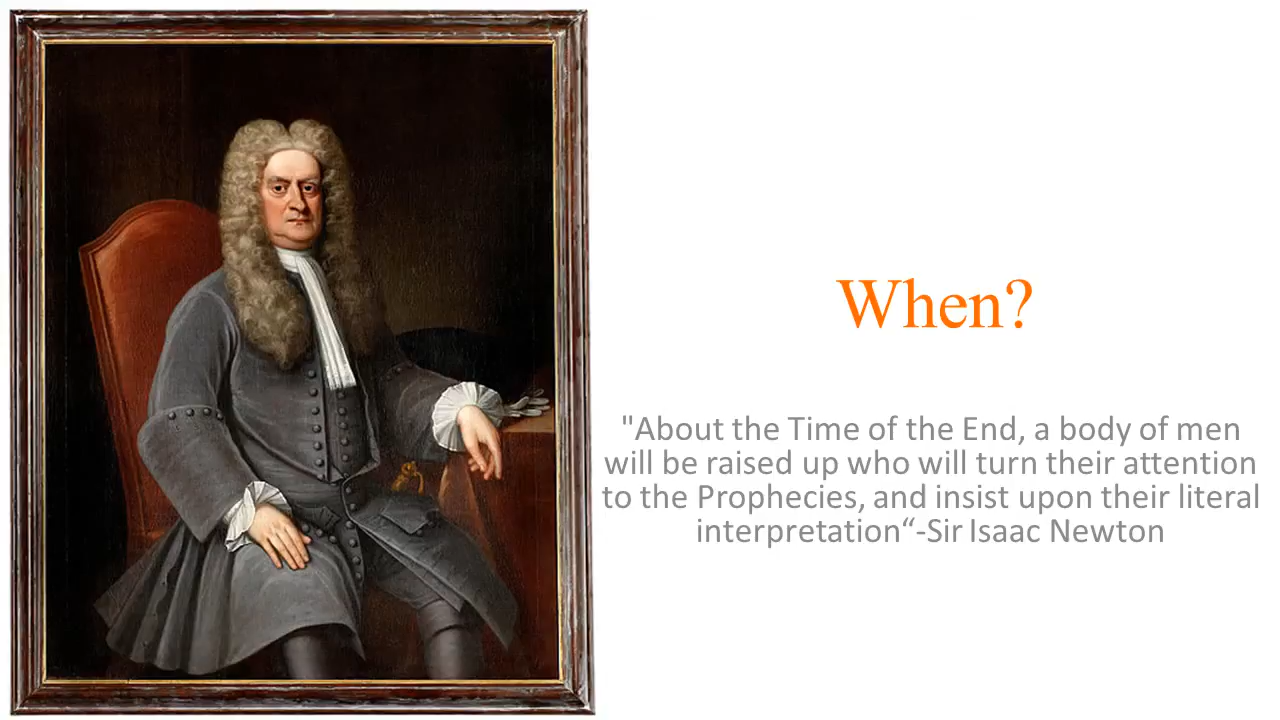 When?
"About the Time of the End, a body of men
will be raised up who will turn their attention
to the Prophecies, and insist upon their literal
interpretation“-Sir Isaac Newton